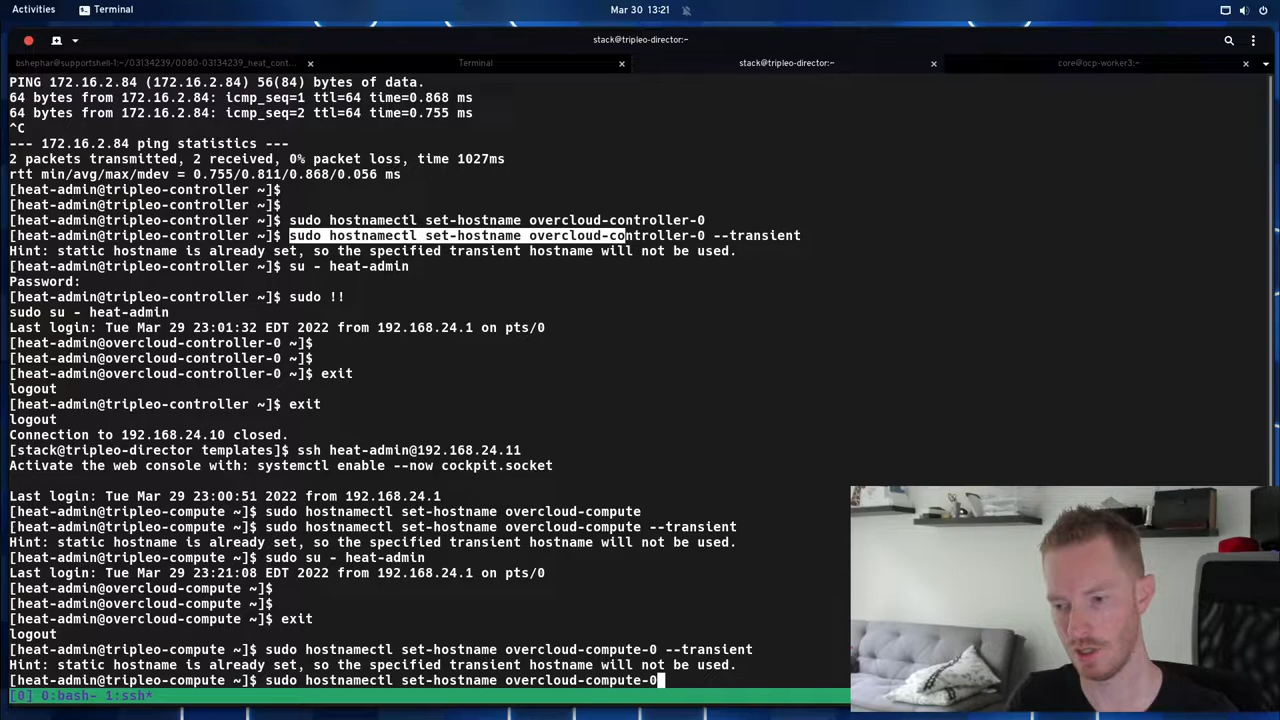 Activities
Terminal
Mar 30 13:21
stack@tripleo-director:~
bshephar@supportshell-1:~/03134239/0080-03134239_heat_cont...
Terminal
stack@tripleo-director:~
core@ocp-worker3:~
PING 172.16.2.84 (172.16.2.84) 56(84) bytes of data.
64 bytes from 172.16.2.84: icmp_seq=1 ttl=64 time=0.868 ms
64 bytes from 172.16.2.84: icmp_seq=2 ttl=64 time=0.755 ms
^C
--- 172.16.2.84 ping statistics ---
2 packets transmitted, 2 received, 0% packet loss, time 1027ms
rtt min/avg/max/mdev = 0.755/0.811/0.868/0.056 ms
[heat-admin@tripleo-controller ~]$
[heat-admin@tripleo-controller ~]$
[heat-admin@tripleo-controller ~]$ sudo hostnamectl set-hostname overcloud-controller-0
[heat-admin@tripleo-controller ~]$ sudo hostnamectl set-hostname overcloud-controller-0 --transient
Hint: static hostname is already set, so the specified transient hostname will not be used.
[heat-admin@tripleo-controller ~]$ su - heat-admin
Password:
[heat-admin@tripleo-controller ~]$ sudo !!
sudo su - heat-admin
Last login: Tue Mar 29 23:01:32 EDT 2022 from 192.168.24.1 on pts/0
[heat-admin@overcloud-controller-0 ~]$
[heat-admin@overcloud-controller-0 ~]$
[heat-admin@overcloud-controller-0 ~]$ exit
logout
[heat-admin@tripleo-controller ~]$ exit
logout
Connection to 192.168.24.10 closed.
[stack@tripleo-director templates]$ ssh heat-admin@192.168.24.11
Activate the web console with: systemctl enable --now cockpit.socket
Last login: Tue Mar 29 23:00:51 2022 from 192.168.24.1
[heat-admin@tripleo-compute ~]$ sudo hostnamectl set-hostname overcloud-compute
[heat-admin@tripleo-compute ~]$ sudo hostnamectl set-hostname overcloud-compute --transient
Hint: static hostname is already set, so the specified transient hostname will not be used.
[heat-admin@tripleo-compute ~]$ sudo su - heat-admin
Last login: Tue Mar 29 23:21:08 EDT 2022 from 192.168.24.1 on pts/0
[heat-admin@overcloud-compute ~]$
[heat-admin@overcloud-compute ~]$
[heat-admin@overcloud-compute ~]$ exit
logout
[heat-admin@tripleo-compute ~]$ sudo hostnamectl set-hostname overcloud-compute-0 --transient
Hint: static hostname is already set, so the specified transient hostname will not be used.
[heat-admin@tripleo-compute ~]$ sudo hostnamectl set-hostname overcloud-compute-0
[0] 0:bash- 1:ssh*